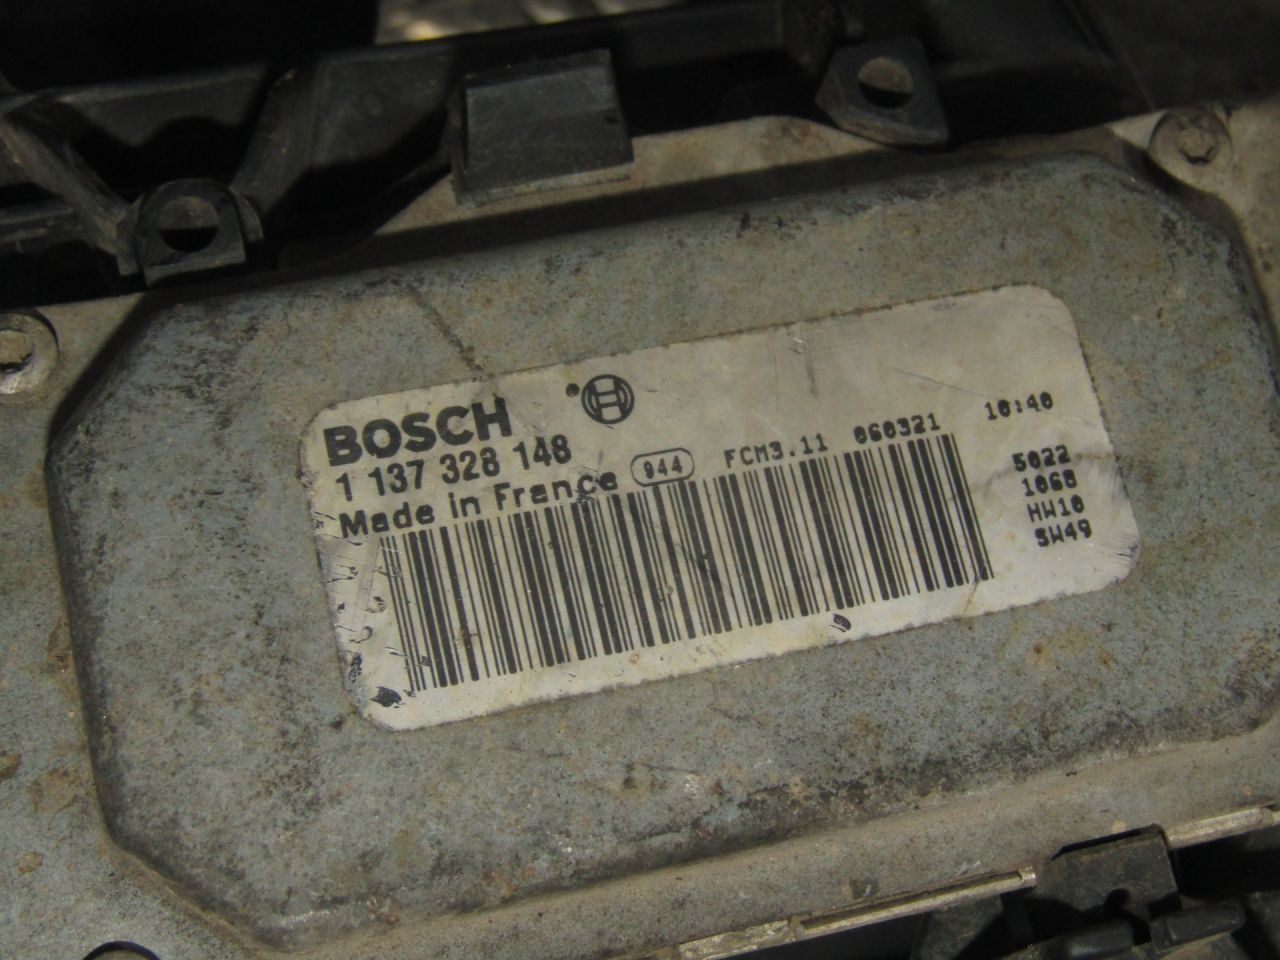 BOSCH
1 137 328 148
Made in France 944 FCM3.11 060321 10:40
5022
1068
HW10
SW49